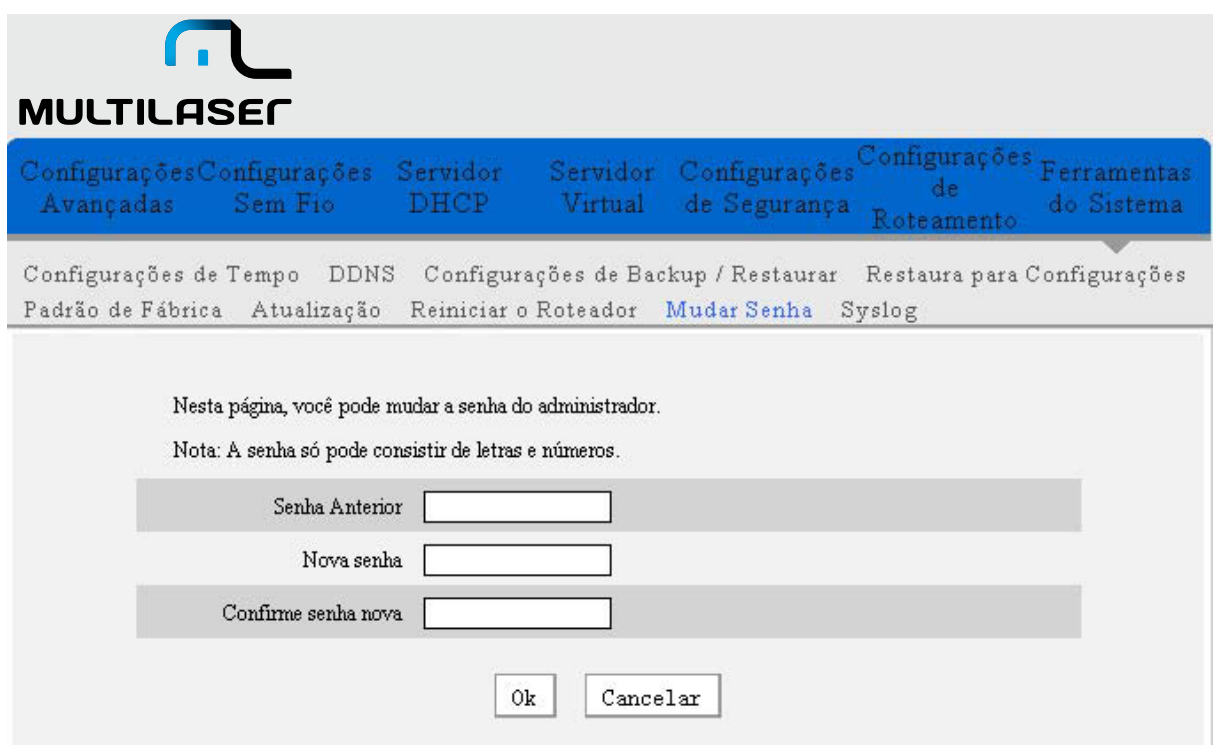 MULTILASER
Configurações Avançadas
Configurações Sem Fio
Servidor DHCP
Servidor Virtual
Configurações de Segurança
Configurações de Roteamento
Ferramentas do Sistema
Configurações de Tempo DDNS Configurações de Backup / Restaurar Restaura para Configurações
Padrão de Fábrica Atualização Reiniciar o Roteador Mudar Senha Syslog
Nesta página, você pode mudar a senha do administrador.
Nota: A senha só pode consistir de letras e números.
Senha Anterior
Nova senha
Confirme senha nova
Ok Cancelar